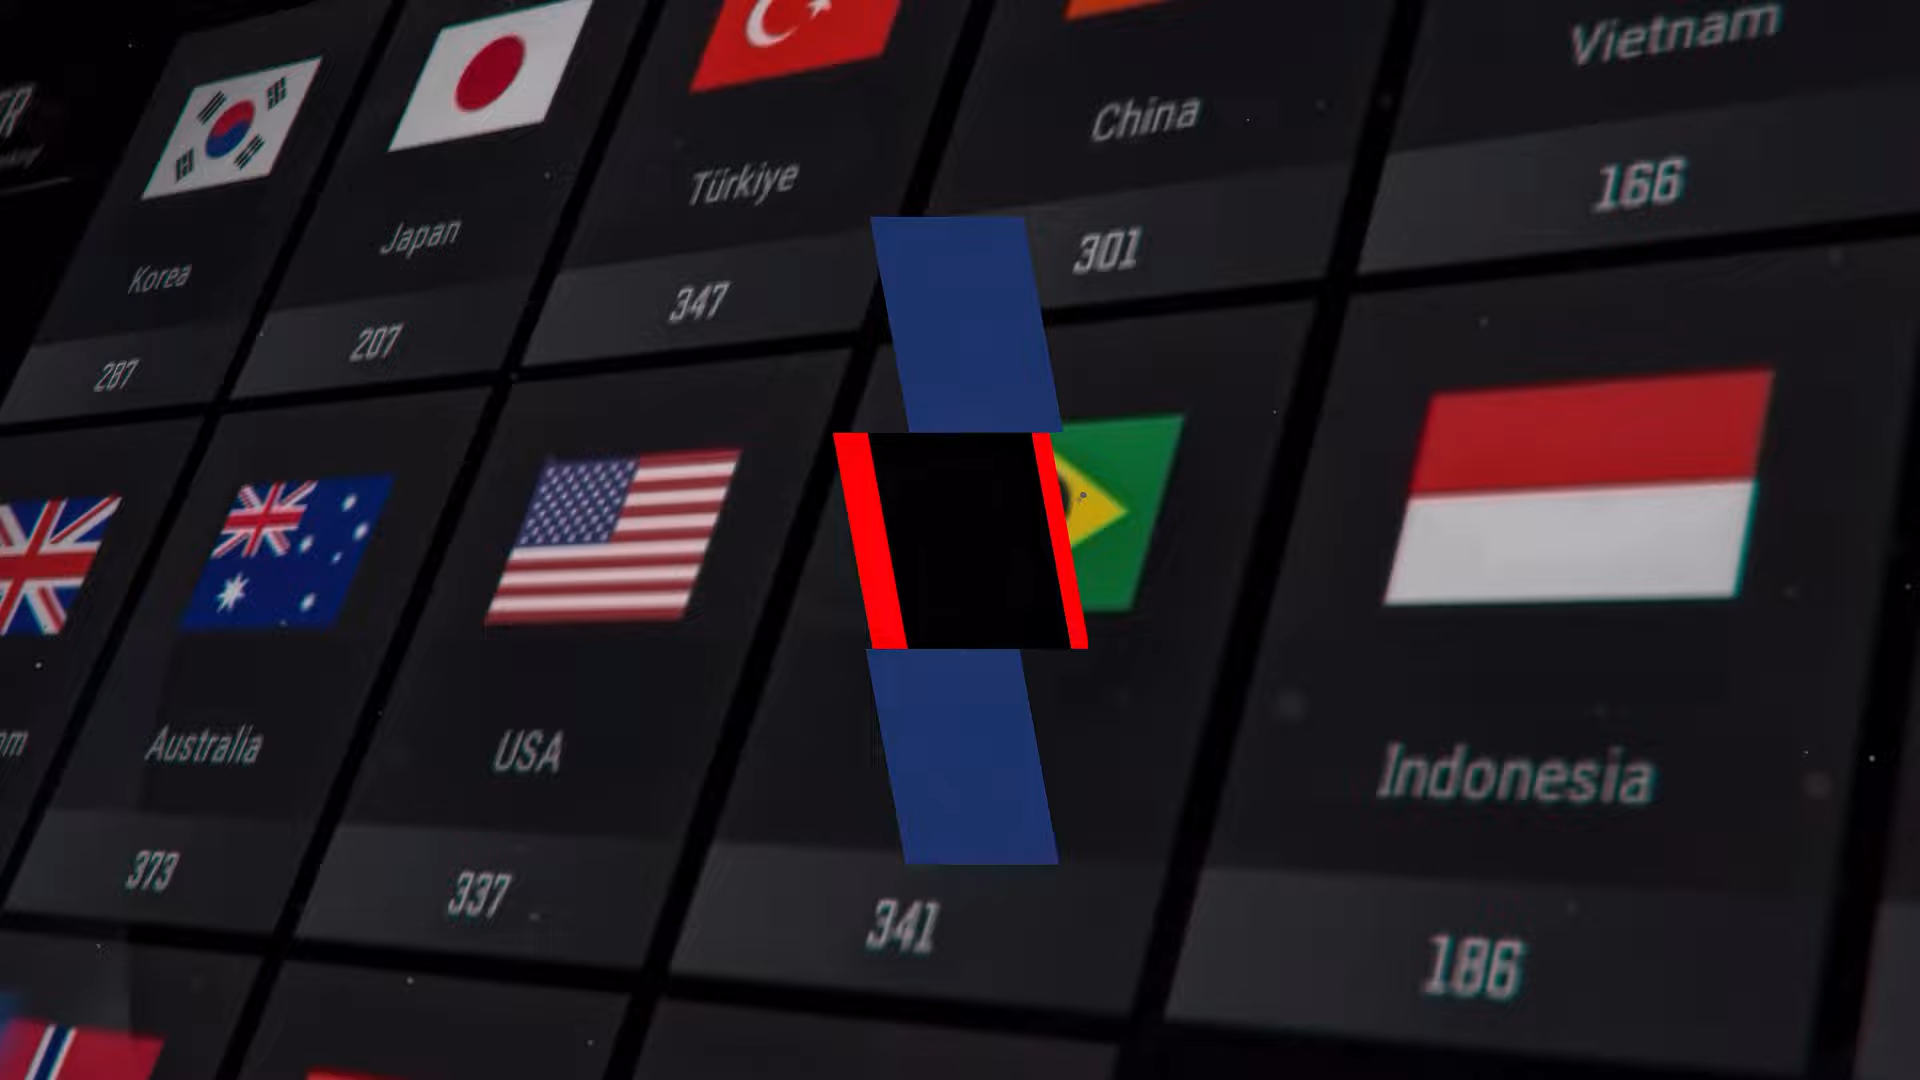 Korea
287
Japan
207
Türkiye
347
China
301
Vietnam
166
Australia
373
USA
337
341
Indonesia
186